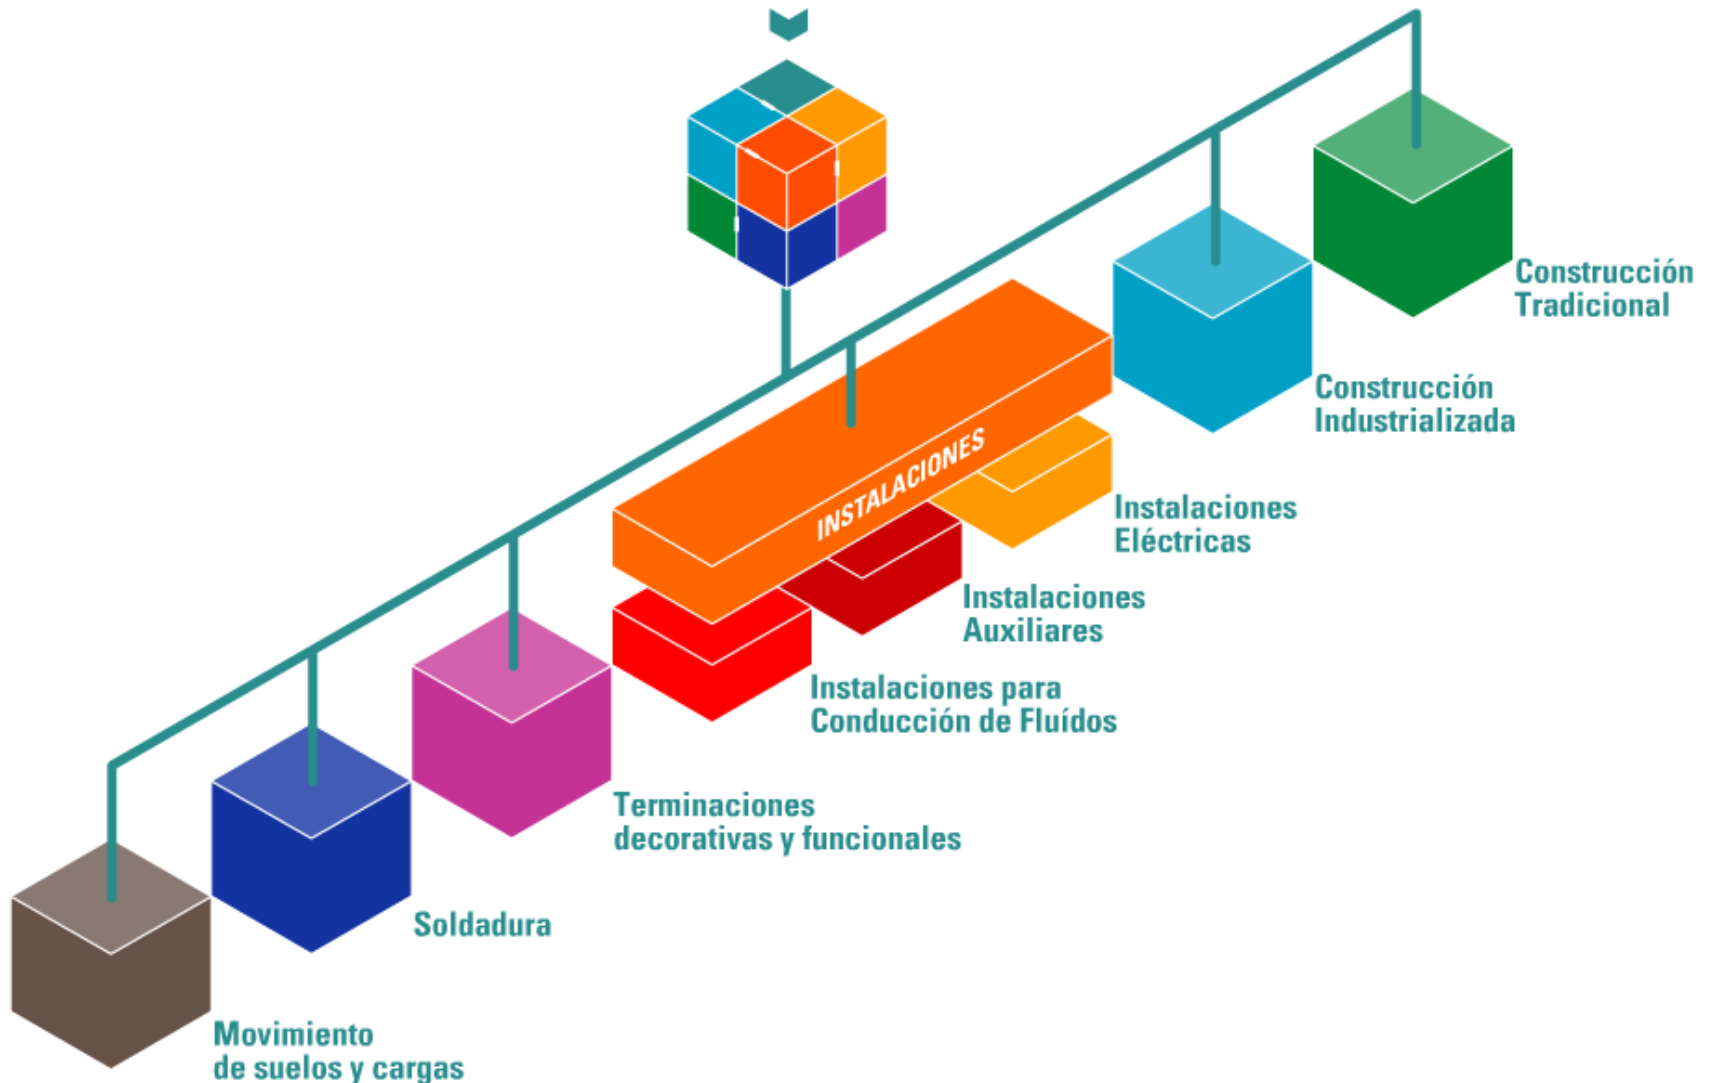 Construcción
Tradicional
Construcción
Industrializada
INSTALACIONES
Instalaciones
Eléctricas
Instalaciones
Auxiliares
Instalaciones para
Conducción de Fluídos
Terminaciones
decorativas y funcionales
Soldadura
Movimiento
de suelos y cargas